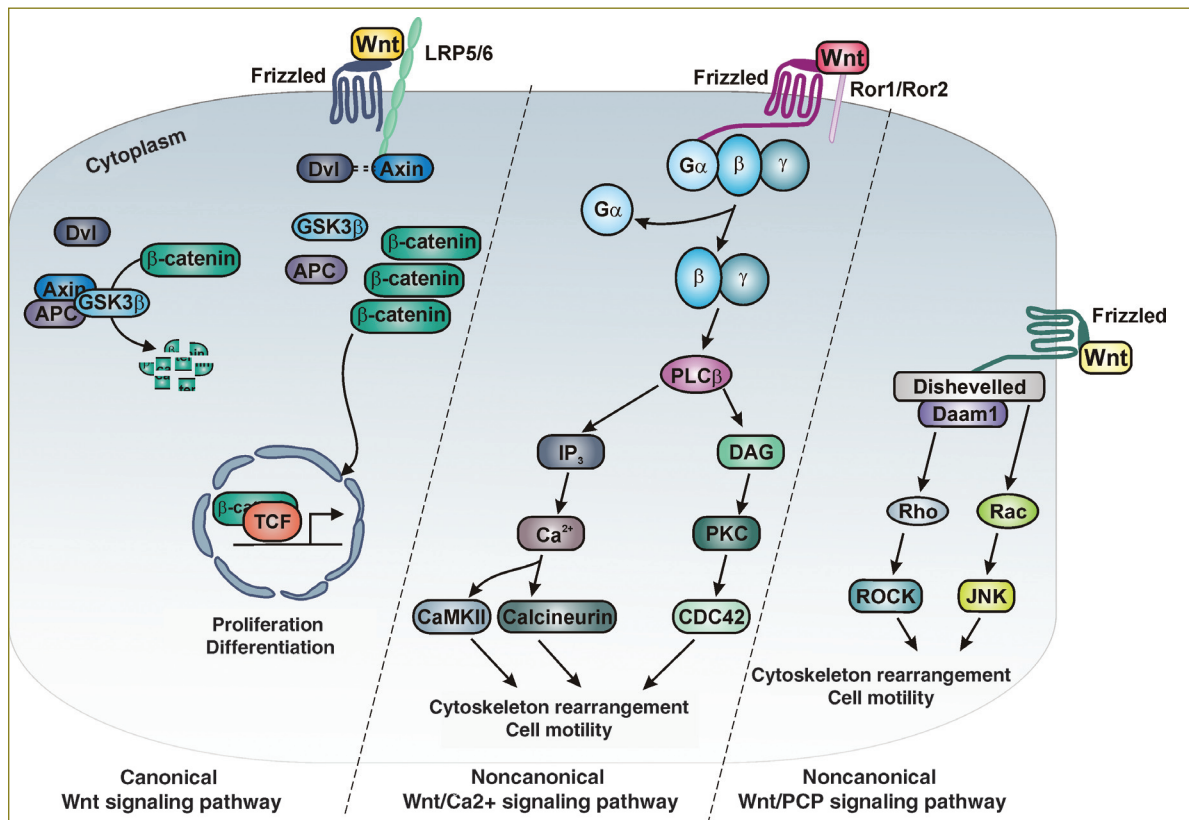 Wnt
LRP5/6
Frizzled
Cytoplasm
Dvl
Axin
GSK3β
APC
β-catenin
β-catenin
β-catenin
Dvl
β-catenin
Axin
GSK3β
APC
TCF
Proliferation
Differentiation
Canonical
Wnt signaling pathway
Wnt
Frizzled
Ror1/Ror2
Gα
β
γ
Gα
β
γ
PLCβ
IP₃
DAG
Ca²⁺
PKC
CaMKII
Calcineurin
CDC42
Cytoskeleton rearrangement
Cell motility
Noncanonical
Wnt/Ca2+ signaling pathway
Frizzled
Wnt
Dishevelled
Daam1
Rho
Rac
ROCK
JNK
Cytoskeleton rearrangement
Cell motility
Noncanonical
Wnt/PCP signaling pathway